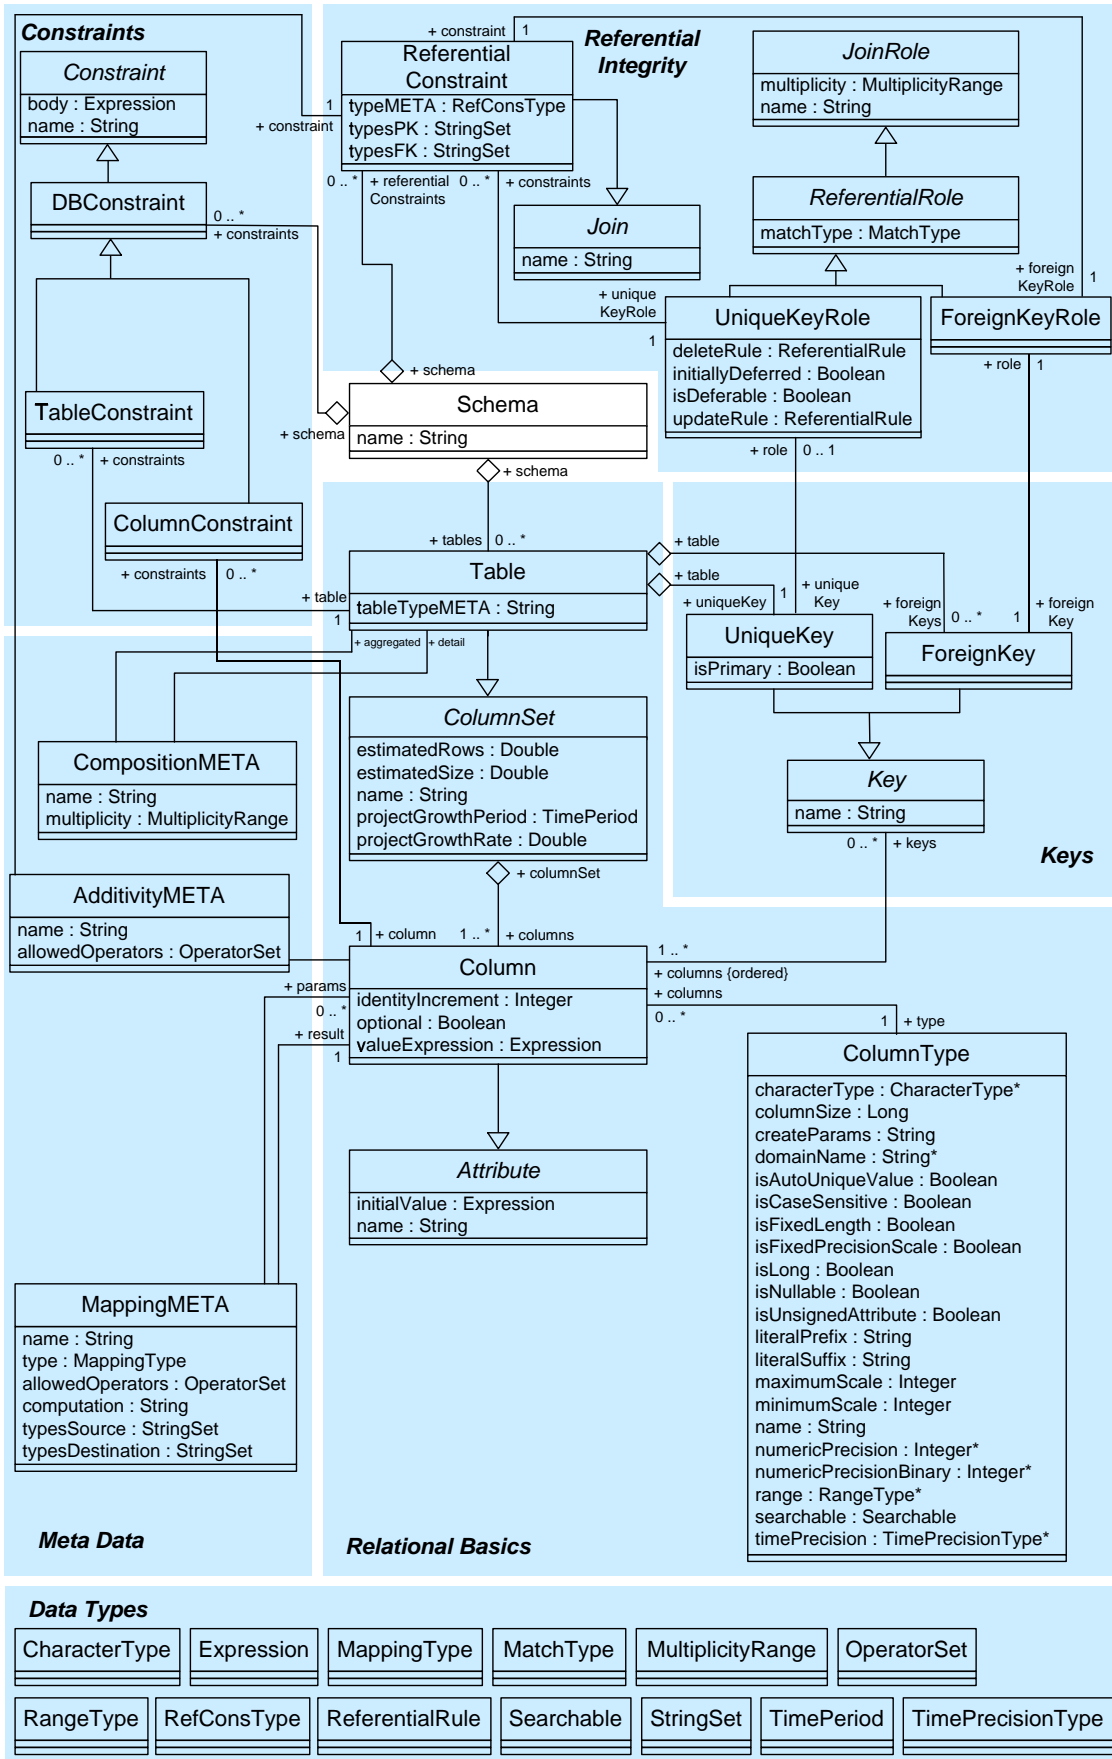 Constraints
Constraint
body : Expression
name : String
DBConstraint
0 .. *
+ constraints
TableConstraint
0 .. * + constraints
ColumnConstraint
+ constraints 0 .. *
+ constraint 1
Referential
Integrity
Referential
Constraint
typeMETA : RefConsType
typesPK : StringSet
typesFK : StringSet
1
+ constraint
0 .. * + referential
Constraints
0 .. * + constraints
Join
name : String
JoinRole
multiplicity : MultiplicityRange
name : String
ReferentialRole
matchType : MatchType
+ unique
KeyRole
1
+ foreign
KeyRole
1
UniqueKeyRole
deleteRule : ReferentialRule
initiallyDeferred : Boolean
isDeferable : Boolean
updateRule : ReferentialRule
ForeignKeyRole
+ role 1
+ role 0 .. 1
+ schema
Schema
name : String
+ schema
+ schema
+ tables 0 .. *
Table
tableTypeMETA : String
+ table
1
+ aggregated + detail
+ table
+ table
+ uniqueKey
1
+ unique
Key
+ foreign
Keys
0 .. *
1
+ foreign
Key
UniqueKey
isPrimary : Boolean
ForeignKey
Key
name : String
0 .. * + keys
Keys
ColumnSet
estimatedRows : Double
estimatedSize : Double
name : String
projectGrowthPeriod : TimePeriod
projectGrowthRate : Double
+ columnSet
CompositionMETA
name : String
multiplicity : MultiplicityRange
AdditivityMETA
name : String
allowedOperators : OperatorSet
1 + column
1 .. * + columns
Column
identityIncrement : Integer
optional : Boolean
valueExpression : Expression
+ params
0 .. *
+ result
1
1 .. *
+ columns {ordered}
+ columns
0 .. *
1 + type
ColumnType
characterType : CharacterType*
columnSize : Long
createParams : String
domainName : String*
isAutoUniqueValue : Boolean
isCaseSensitive : Boolean
isFixedLength : Boolean
isFixedPrecisionScale : Boolean
isLong : Boolean
isNullable : Boolean
isUnsignedAttribute : Boolean
literalPrefix : String
literalSuffix : String
maximumScale : Integer
minimumScale : Integer
name : String
numericPrecision : Integer*
numericPrecisionBinary : Integer*
range : RangeType*
searchable : Searchable
timePrecision : TimePrecisionType*
Attribute
initialValue : Expression
name : String
MappingMETA
name : String
type : MappingType
allowedOperators : OperatorSet
computation : String
typesSource : StringSet
typesDestination : StringSet
Meta Data
Relational Basics
Data Types
CharacterType Expression MappingType MatchType MultiplicityRange OperatorSet
RangeType RefConsType ReferentialRule Searchable StringSet TimePeriod TimePrecisionType